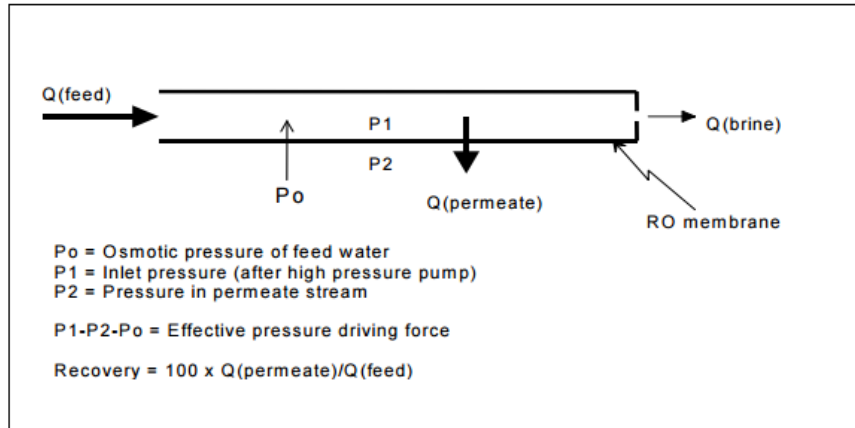 Q(feed)
P1
Q(brine)
P2
Po
Q(permeate)
RO membrane
Po = Osmotic pressure of feed water
P1 = Inlet pressure (after high pressure pump)
P2 = Pressure in permeate stream
P1-P2-Po = Effective pressure driving force
Recovery = 100 x Q(permeate)/Q(feed)